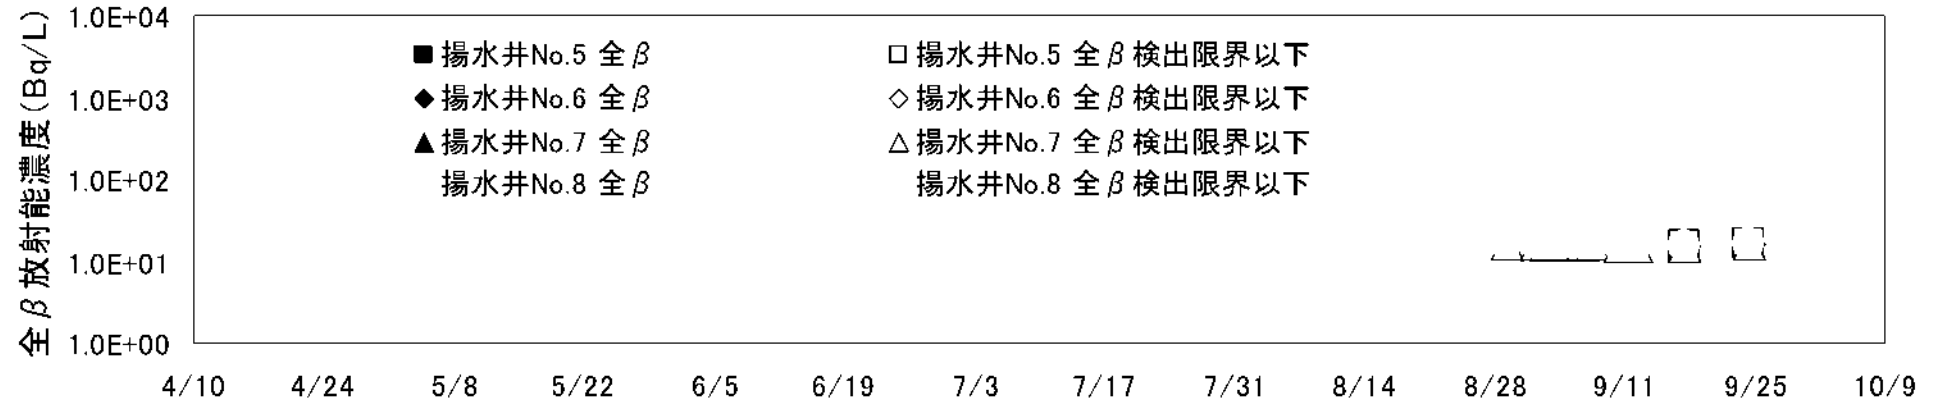 全β放射能濃度(Bq/L)
1.0E+04
1.0E+03
1.0E+02
1.0E+01
1.0E+00
■揚水井No.5 全β
□揚水井No.5 全β検出限界以下
◆揚水井No.6 全β
◇揚水井No.6 全β検出限界以下
▲揚水井No.7 全β
△揚水井No.7 全β検出限界以下
揚水井No.8 全β
揚水井No.8 全β検出限界以下
4/10 4/24 5/8 5/22 6/5 6/19 7/3 7/17 7/31 8/14 8/28 9/11 9/25 10/9